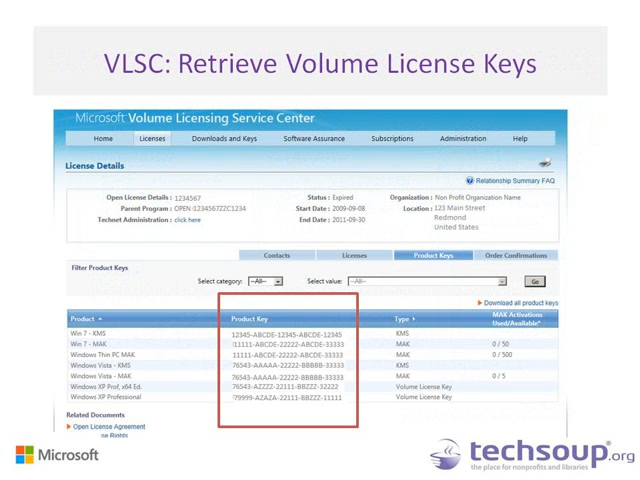 VLSC: Retrieve Volume License Keys
Microsoft Volume Licensing Service Center
Home Licenses Downloads and Keys Software Assurance Subscriptions Administration Help
License Details
Relationship Summary FAQ
Open License Details : 1234567 Status : Expired Organization : Non Profit Organization Name
Parent Program : OPEN 1234567ZZC1234 Start Date : 2009-09-08 Location : 123 Main Street
Technet Administration : click here End Date : 2011-09-30 Redmond
United States
Contacts Licenses Product Keys Order Confirmations
Filter Product Keys
Select category: --All-- Select value: --All-- Go
Download all product keys
Product Product Key Type MAK Activations
Used/Available*
Win 7 - KMS 12345-ABCDE-12345-ABCDE-12345 KMS
Win 7 - MAK 11111-ABCDE-22222-ABCDE-33333 MAK 0 / 50
Windows Thin PC MAK 11111-ABCDE-22222-ABCDE-33333 MAK 0 / 500
Windows Vista - KMS 76543-AAAAA-22222-BBBBB-33333 KMS
Windows Vista - MAK 76543-AAAAA-22222-BBBBB-33333 MAK 0 / 5
Windows XP Prof, x64 Ed. 76543-AZZZZ-22111-BBZZZ-32222 Volume License Key
Windows XP Professional 79999-AZAZA-22111-BBZZZ-11111 Volume License Key
Related Documents
Open License Agreement
se Rights
Microsoft
techsoup.org
the place for nonprofits and libraries